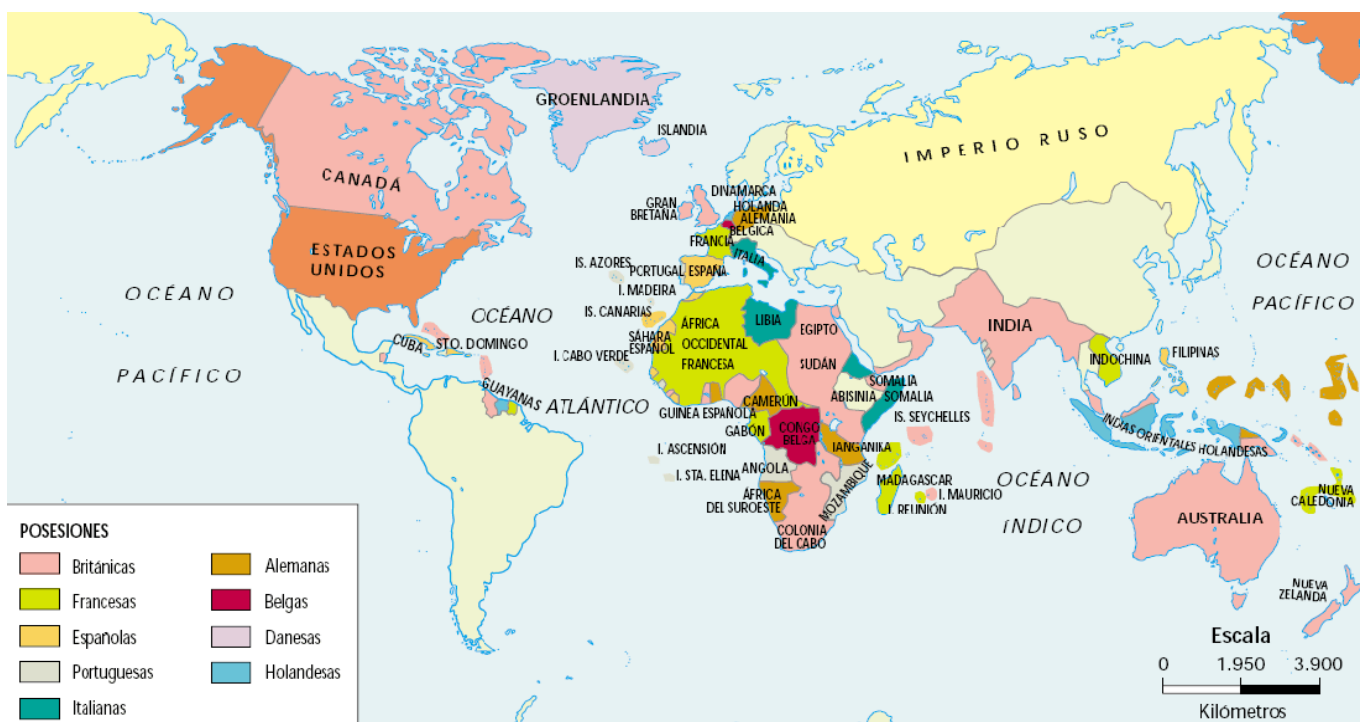 GROENLANDIA
ISLANDIA
IMPERIO RUSO
CANADÁ
DINAMARCA
HOLANDA
GRAN
BRETAÑA
ALEMANIA
BELGICA
FRANCIA
ITALIA
ESTADOS
UNIDOS
IS. AZORES
PORTUGAL
ESPAÑA
I. MADEIRA
IS. CANARIAS
OCÉANO
PACÍFICO
OCÉANO
ATLÁNTICO
OCÉANO
PACÍFICO
CUBA
STO. DOMINGO
SÁHARA
ESPAÑOL
I. CABO VERDE
ÁFRICA
OCCIDENTAL
FRANCESA
LIBIA
EGIPTO
SUDÁN
INDIA
INDOCHINA
FILIPINAS
GUAYANAS
SOMALIA
SOMALIA
ABISINIA
CAMERÚN
GUINEA ESPAÑOLA
GABÓN
CONGO
BELGA
IS. SEYCHELLES
TANGANIKA
INDIAS ORIENTALES HOLANDESAS
I. ASCENSIÓN
I. STA. ELENA
ANGOLA
MOZAMBIQUE
MADAGASCAR
I. MAURICIO
I. REUNIÓN
ÁFRICA
DEL SUROESTE
COLONIA
DEL CABO
OCÉANO
ÍNDICO
NUEVA
CALEDONIA
AUSTRALIA
NUEVA
ZELANDA
POSESIONES
Británicas
Francesas
Españolas
Portuguesas
Italianas
Alemanas
Belgas
Danesas
Holandesas
Escala
0 1.950 3.900
Kilómetros